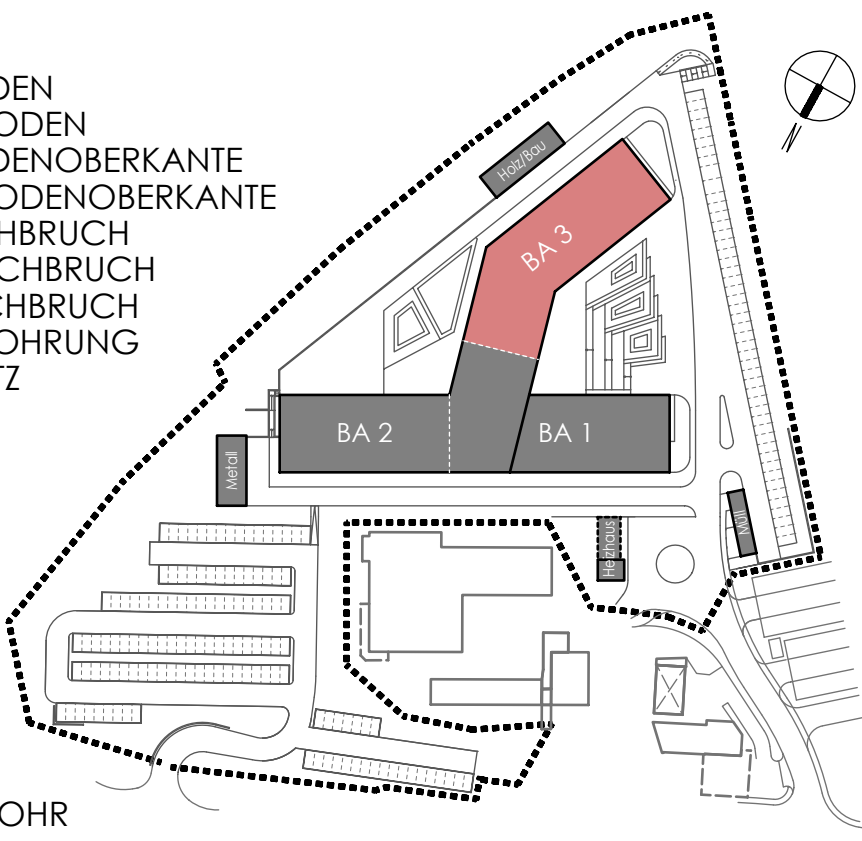 DEN
ODEN
DENOBERKANTE
ODENOBERKANTE
HBRUCH
CHBRUCH
CHBRUCH
OHRUNG
TZ
OHR
N
Holz/Bau
BA 3
BA 2
BA 1
Metall
Müll
Heizhaus